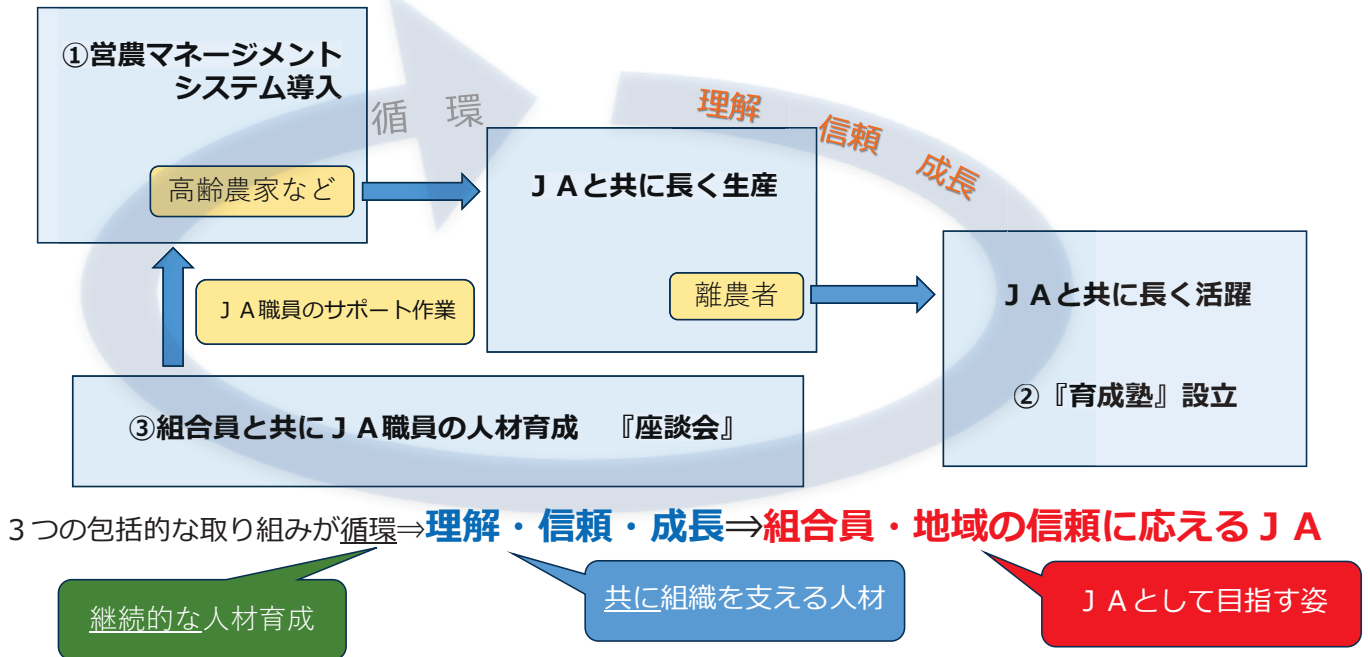 ①営農マネージメント
システム導入
高齢農家など
循 環
理解 信頼 成長
ＪＡと共に長く生産
離農者
ＪＡと共に長く活躍
②『育成塾』設立
ＪＡ職員のサポート作業
③組合員と共にＪＡ職員の人材育成 『座談会』
３つの包括的な取り組みが循環⇒理解・信頼・成長⇒組合員・地域の信頼に応えるＪＡ
継続的な人材育成
共に組織を支える人材
ＪＡとして目指す姿